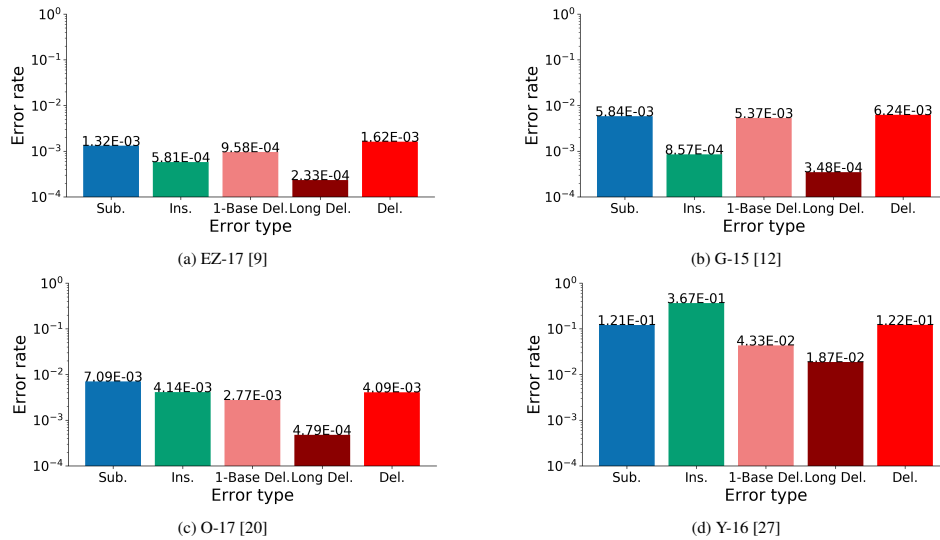 10^0
10^-1
10^-2
10^-3
10^-4
Error rate
1.32E-03
5.81E-04
9.58E-04
2.33E-04
1.62E-03
Sub. Ins. 1-Base Del. Long Del. Del.
Error type
(a) EZ-17 [9]
10^0
10^-1
10^-2
10^-3
10^-4
Error rate
5.84E-03
8.57E-04
5.37E-03
3.48E-04
6.24E-03
Sub. Ins. 1-Base Del. Long Del. Del.
Error type
(b) G-15 [12]
10^0
10^-1
10^-2
10^-3
10^-4
Error rate
7.09E-03
4.14E-03
2.77E-03
4.79E-04
4.09E-03
Sub. Ins. 1-Base Del. Long Del. Del.
Error type
(c) O-17 [20]
10^0
10^-1
10^-2
10^-3
10^-4
Error rate
1.21E-01
3.67E-01
4.33E-02
1.87E-02
1.22E-01
Sub. Ins. 1-Base Del. Long Del. Del.
Error type
(d) Y-16 [27]